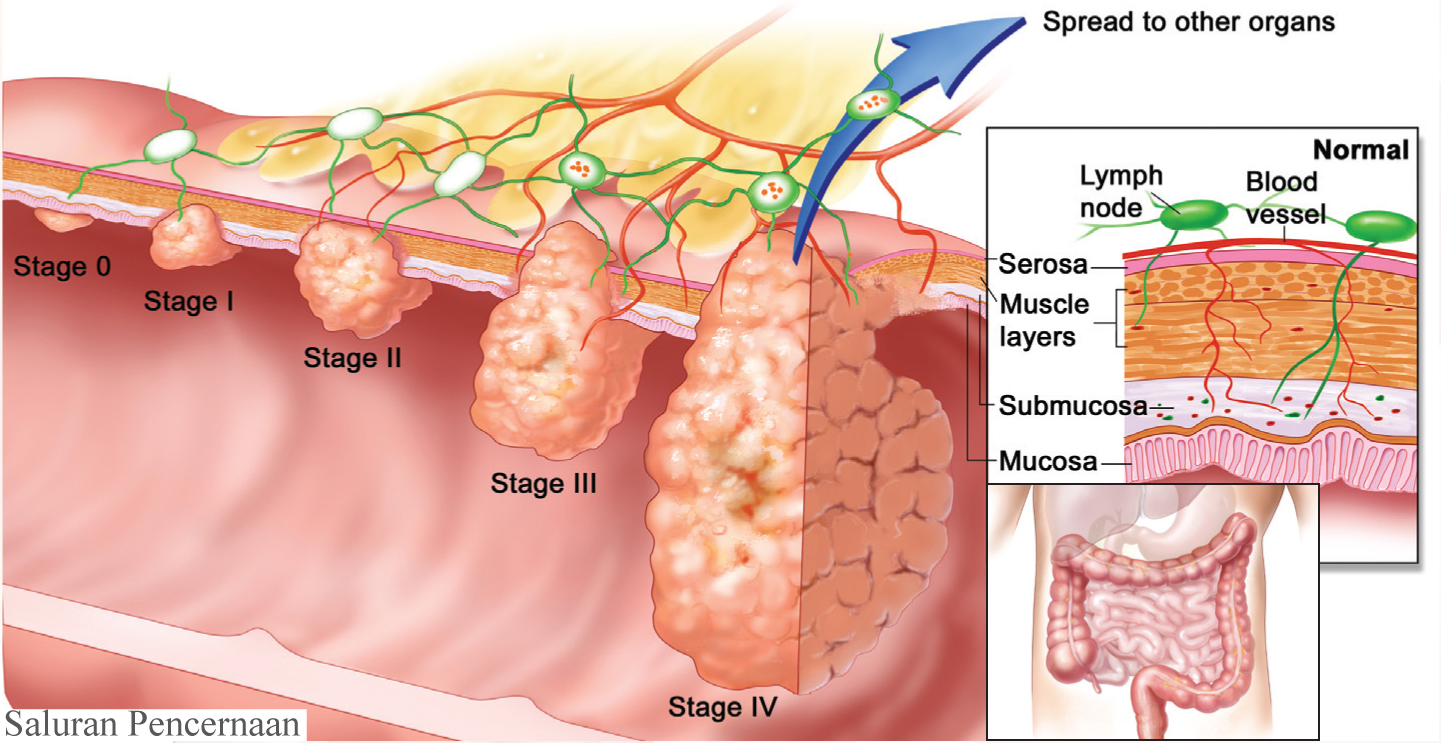 Spread to other organs
Normal
Lymph
node
Blood
vessel
Serosa
Muscle
layers
Submucosa
Mucosa
Stage 0
Stage I
Stage II
Stage III
Stage IV
Saluran Pencernaan